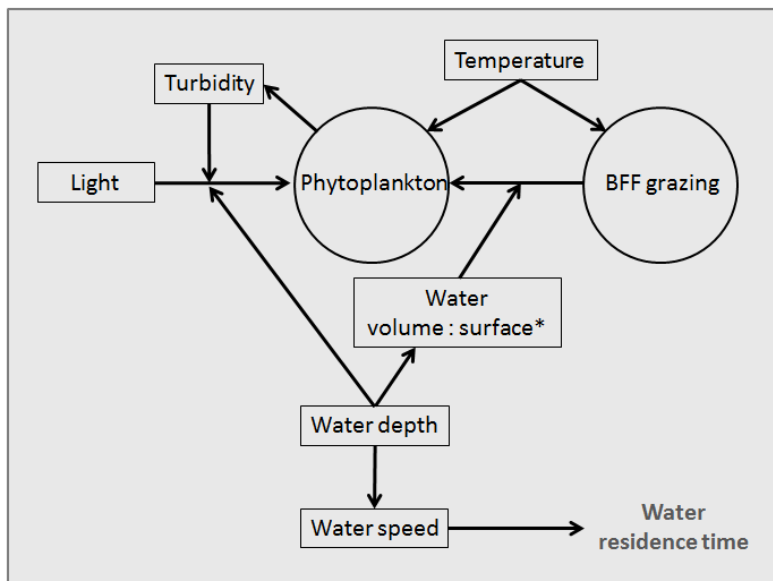 Temperature
Turbidity
Light
Phytoplankton
BFF grazing
Water
volume : surface*
Water depth
Water speed
Water
residence time